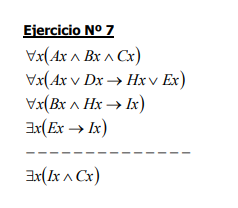 Ejercicio Nº 7
∀x(Ax ∧ Bx ∧ Cx)
∀x(Ax ∨ Dx → Hx ∨ Ex)
∀x(Bx ∧ Hx → Ix)
∃x(Ex → Ix)
– – – – – – – – – – – – – –
∃x(Ix ∧ Cx)